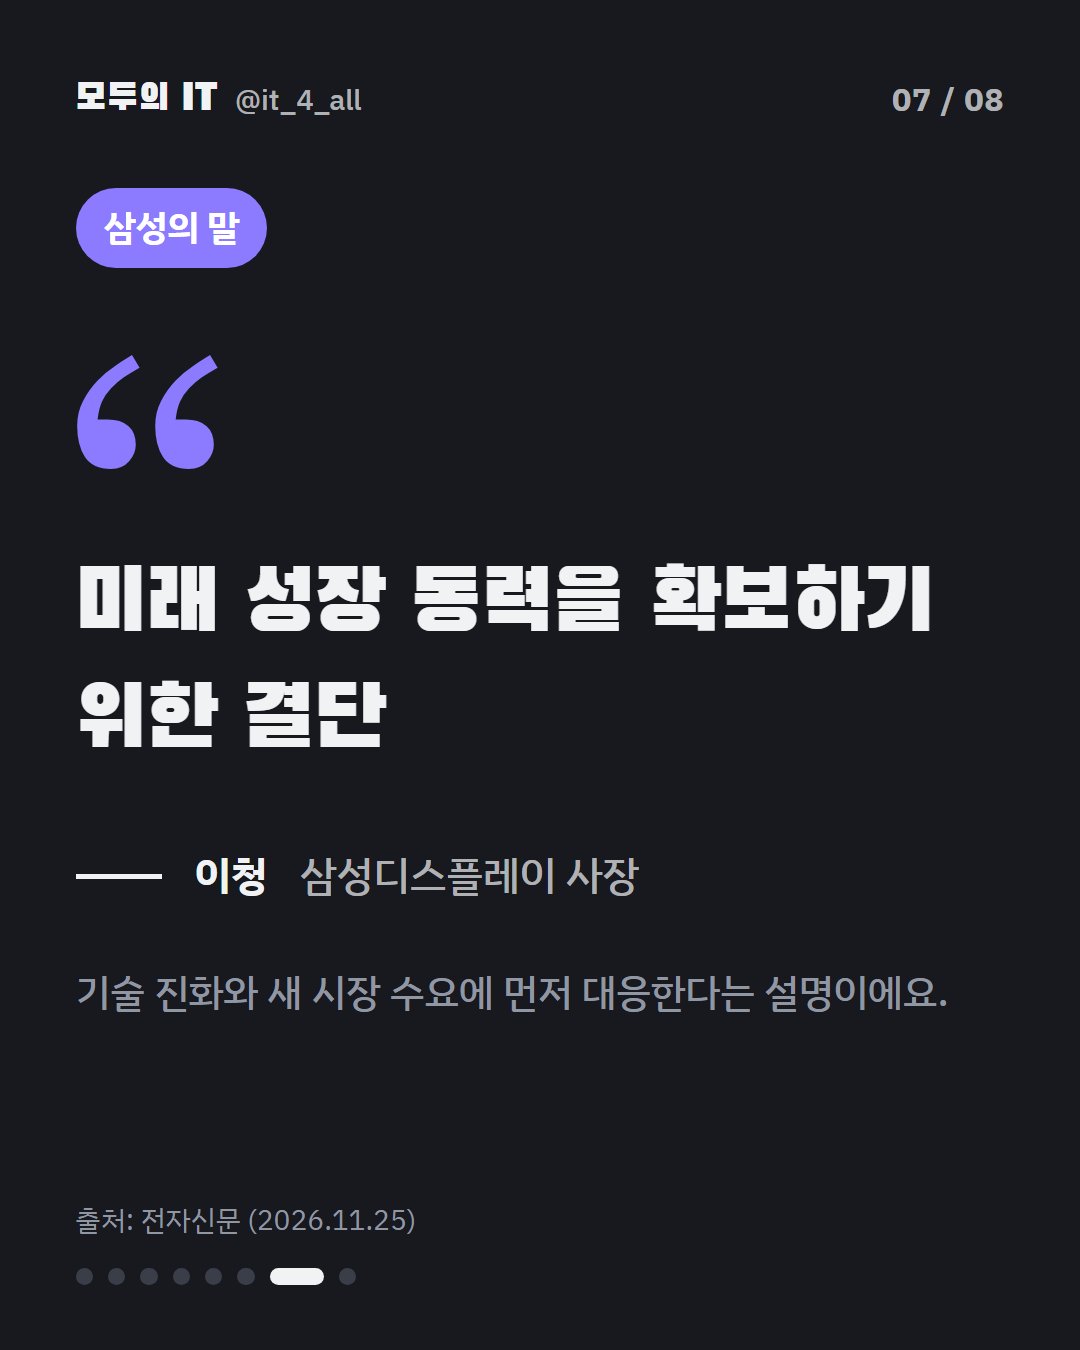 모두의 IT @it_4_all
07 / 08
삼성의 말
“
미래 성장 동력을 확보하기
위한 결단
이청 삼성디스플레이 사장
기술 진화와 새 시장 수요에 먼저 대응한다는 설명이에요.
출처: 전자신문 (2026.11.25)